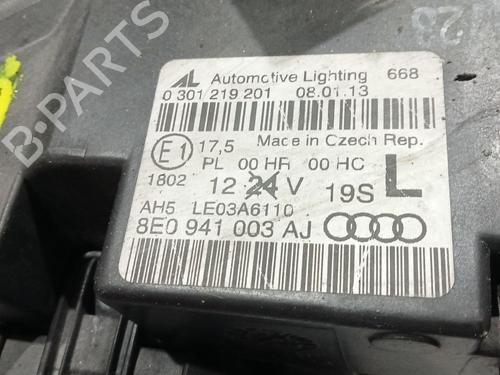 AL Automotive Lighting 668
0 301 219 201 08.01.13
E1 17,5 Made in Czech Rep.
PL 00 HR 00 HC
1802 12 24 V 19S L
AH5 LE03A6110
8E0 941 003 AJ
B-PARTS